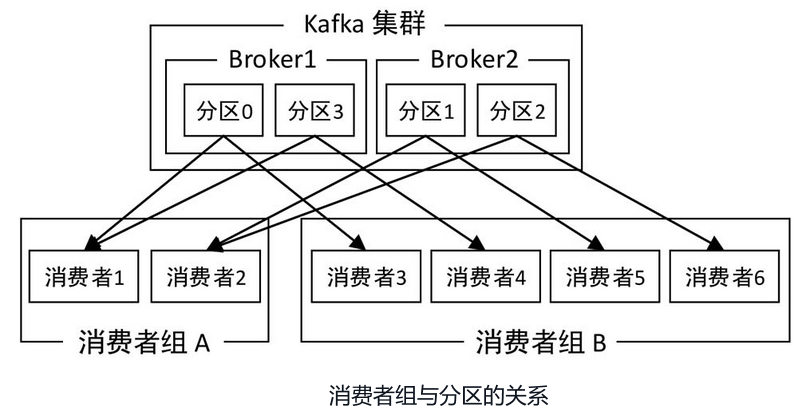 Kafka 集群
Broker1
Broker2
分区0
分区3
分区1
分区2
消费者1
消费者2
消费者3
消费者4
消费者5
消费者6
消费者组 A
消费者组 B
消费者组与分区的关系